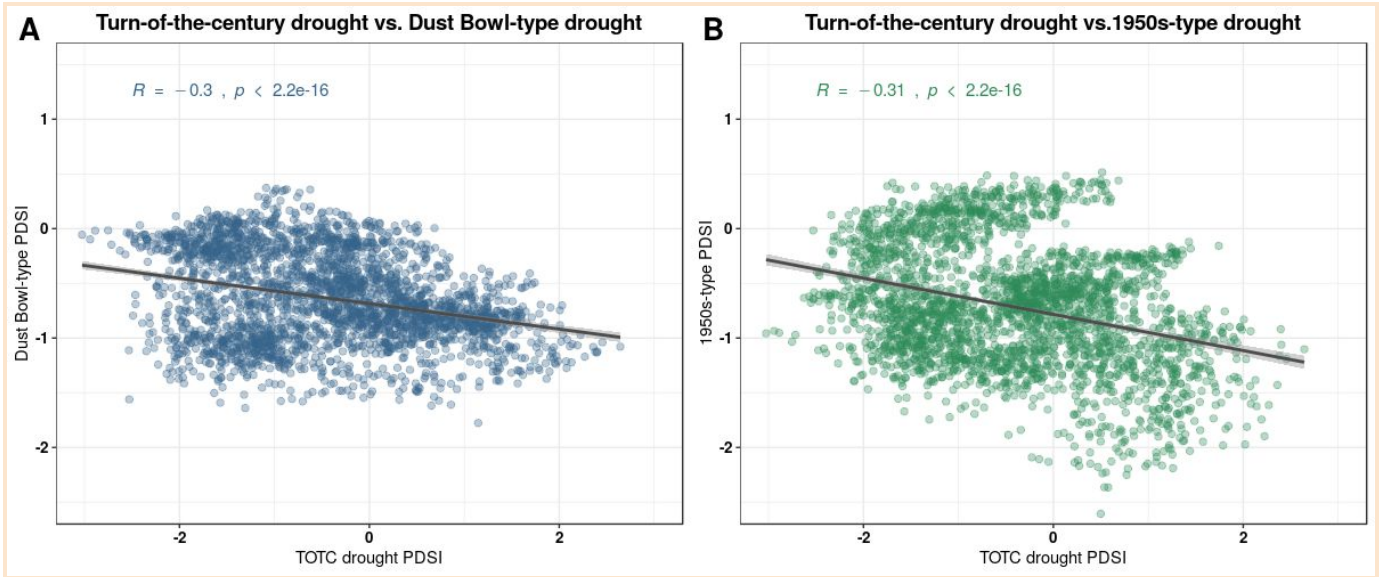 A
Turn-of-the-century drought vs. Dust Bowl-type drought
R = −0.3 , p < 2.2e-16
1
0
-1
-2
Dust Bowl-type PDSI
-2
0
2
TOTC drought PDSI
B
Turn-of-the-century drought vs.1950s-type drought
R = −0.31 , p < 2.2e-16
1
0
-1
-2
1950s-type PDSI
-2
0
2
TOTC drought PDSI